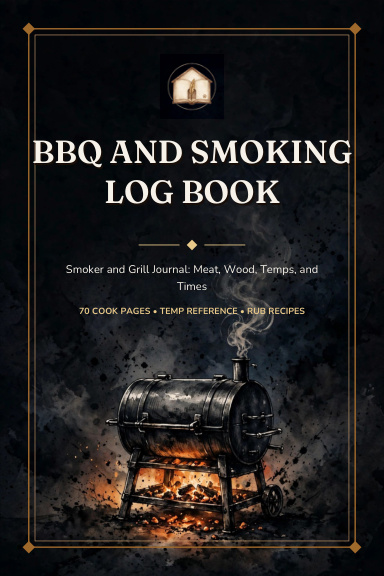 BBQ AND SMOKING
LOG BOOK
Smoker and Grill Journal: Meat, Wood, Temps, and
Times
70 COOK PAGES • TEMP REFERENCE • RUB RECIPES